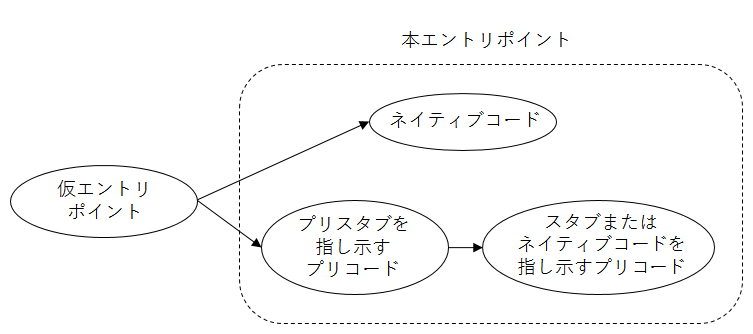 本エントリポイント
ネイティブコード
仮エントリ
ポイント
プリスタブを
指し示す
プリコード
スタブまたは
ネイティブコードを
指し示すプリコード